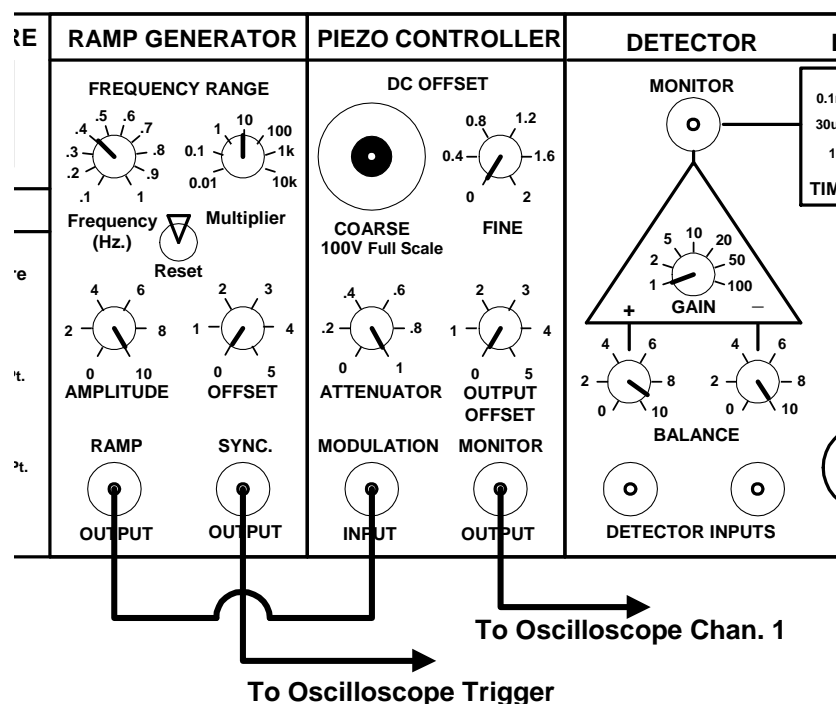 RE
RAMP GENERATOR
PIEZO CONTROLLER
DETECTOR
FREQUENCY RANGE
.1 .2 .3 .4 .5 .6 .7 .8 .9 1
Frequency
(Hz.)
0.01 0.1 1 10 100 1k 10k
Multiplier
Reset
0 2 4 6 8 10
AMPLITUDE
0 1 2 3 4 5
OFFSET
RAMP
OUTPUT
SYNC.
OUTPUT
DC OFFSET
COARSE
100V Full Scale
0 0.4 0.8 1.2 1.6 2
FINE
0 .2 .4 .6 .8 1
ATTENUATOR
0 1 2 3 4 5
OUTPUT
OFFSET
MODULATION
INPUT
MONITOR
OUTPUT
MONITOR
1 2 5 10 20 50 100
GAIN
+ –
0 2 4 6 8 10
0 2 4 6 8 10
BALANCE
DETECTOR INPUTS
30u
TIM
re
Pt.
To Oscilloscope Chan. 1
To Oscilloscope Trigger